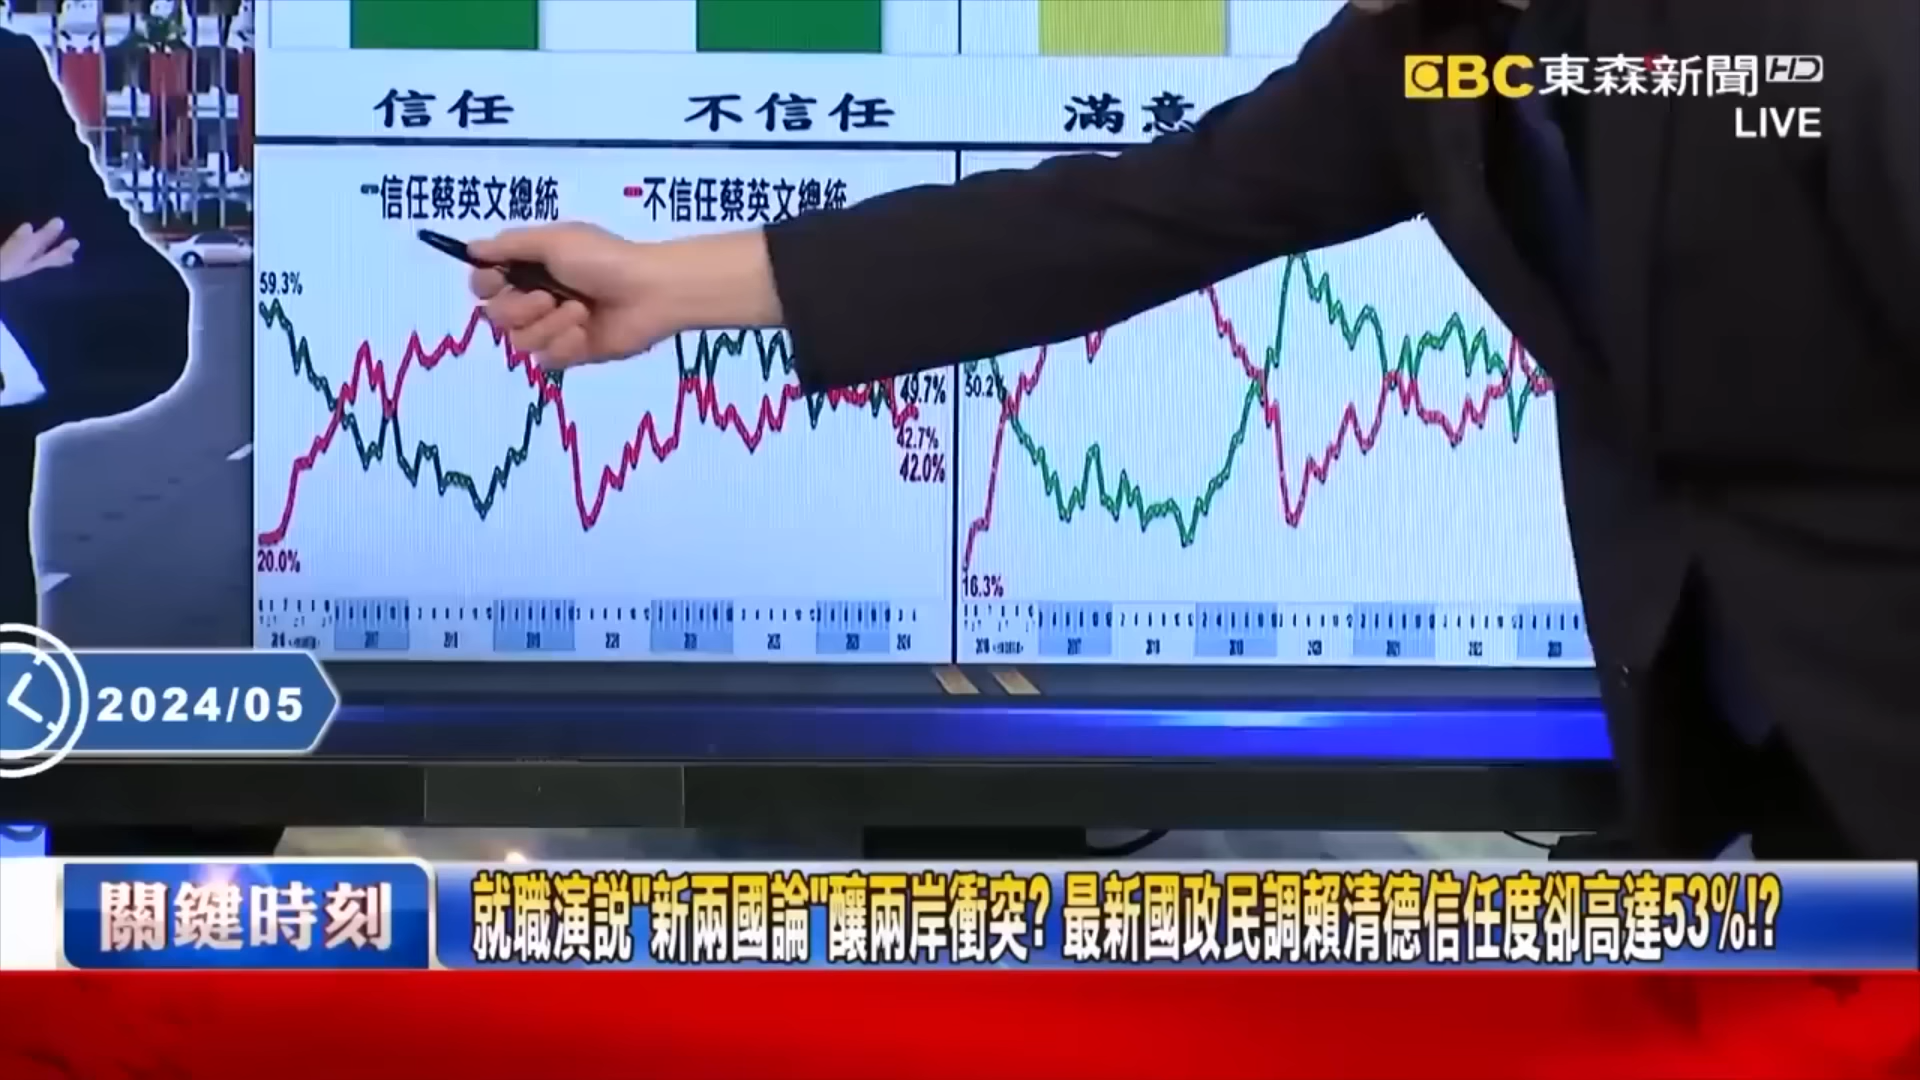 EBC東森新聞HD
LIVE
信任
不信任
滿意
信任蔡英文總統
不信任蔡英文總統
59.3%
20.0%
49.7%
42.7%
42.0%
50.2%
16.3%
2024/05
關鍵時刻
就職演說"新兩國論"釀兩岸衝突? 最新國政民調賴清德信任度卻高達53%!?